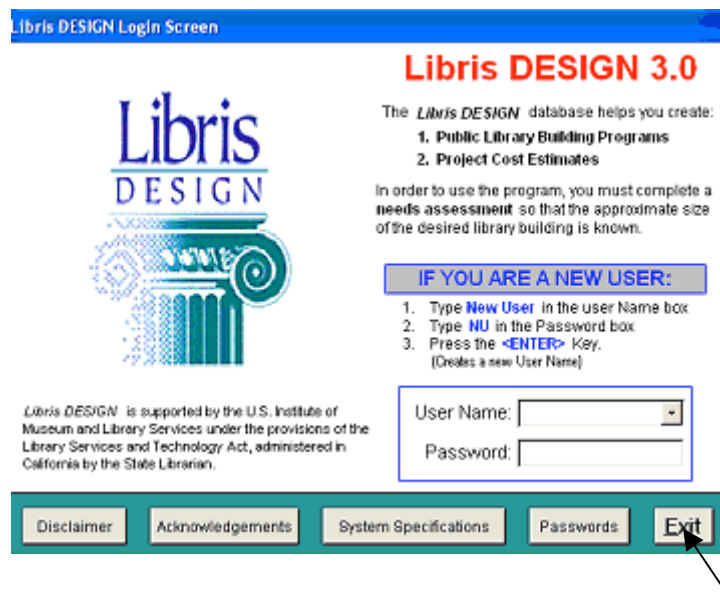 Libris DESIGN Login Screen
Libris DESIGN 3.0
Libris
DESIGN
The Libris DESIGN database helps you create:
1. Public Library Building Programs
2. Project Cost Estimates
In order to use the program, you must complete a
needs assessment so that the approximate size
of the desired library building is known.
IF YOU ARE A NEW USER:
1. Type New User in the user Name box
2. Type NU in the Password box
3. Press the <ENTER> Key.
(Creates a new User Name)
Libris DESIGN is supported by the U.S. Institute of
Museum and Library Services under the provisions of the
Library Services and Technology Act, administered in
California by the State Librarian.
User Name:
Password:
Disclaimer Acknowledgements System Specifications Passwords Exit